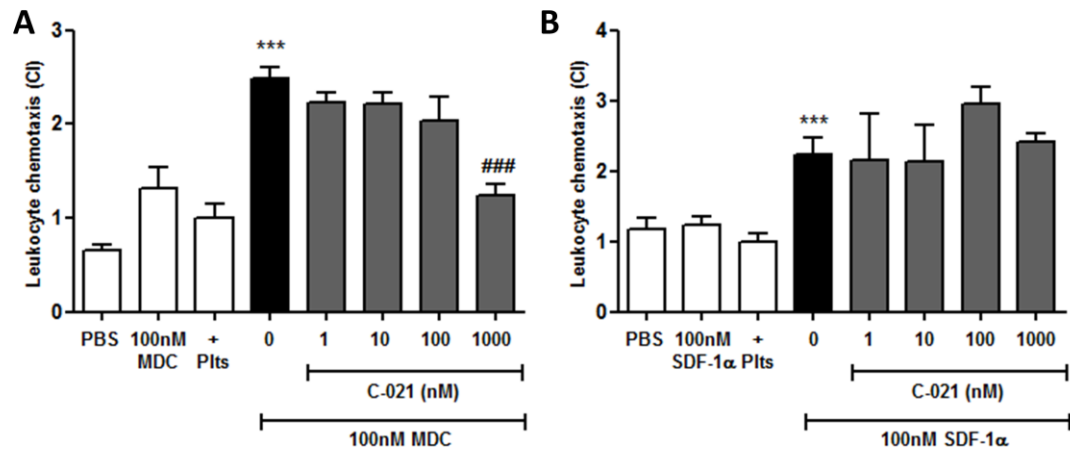 A
Leukocyte chemotaxis (CI)
3
2
1
0
***
###
PBS 100nM + 0 1 10 100 1000
MDC Plts
C-021 (nM)
100nM MDC
B
Leukocyte chemotaxis (CI)
4
3
2
1
0
***
PBS 100nM + 0 1 10 100 1000
SDF-1α Plts
C-021 (nM)
100nM SDF-1α